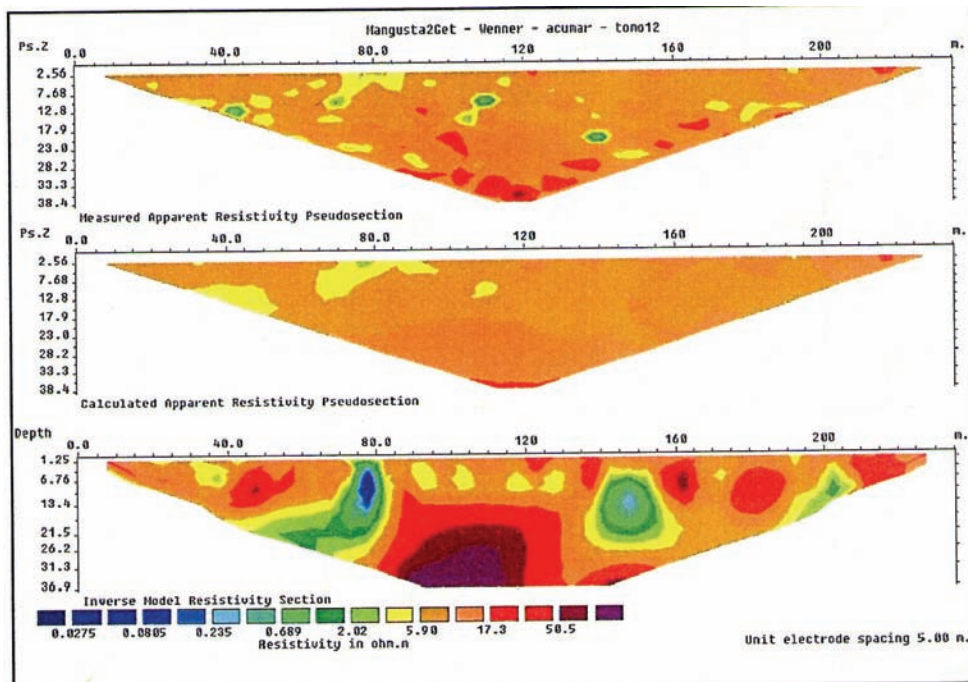 Mangusta2Get - Wenner - acumar - tomo12
Ps.Z 0.0 40.0 80.0 120 160 200 m.
2.56
7.68
12.8
17.9
23.0
28.2
33.3
38.4
Measured Apparent Resistivity Pseudosection
Ps.Z 0.0 40.0 80.0 120 160 200 m.
2.56
7.68
12.8
17.9
23.0
28.2
33.3
38.4
Calculated Apparent Resistivity Pseudosection
Depth 0.0 40.0 80.0 120 160 200 m.
1.25
6.76
13.4
21.5
26.2
31.3
36.9
Inverse Model Resistivity Section
0.0275 0.0805 0.235 0.689 2.02 5.90 17.3 50.5
Resistivity in ohm.m
Unit electrode spacing 5.00 m.